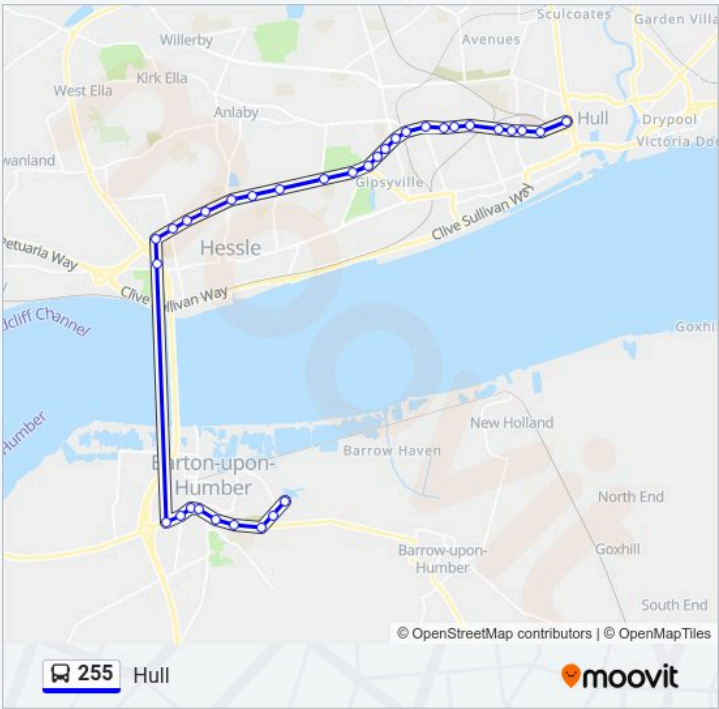 Sculcoates
Garden Villa
Willerby
Avenues
Kirk Ella
West Ella
Anlaby
Hull
Drypool
Victoria Doc
wanland
Gipsyville
Clive Sullivan Way
Hessle
petuaria Way
Clive Sullivan Way
dcliff Channel
Goxhi
Humber
New Holland
Barrow Haven
Barton-upon-
Humber
North End
Barrow-upon-
Humber
Goxhill
South End
moovit
© OpenStreetMap contributors | © OpenMapTiles
255 Hull
moovit